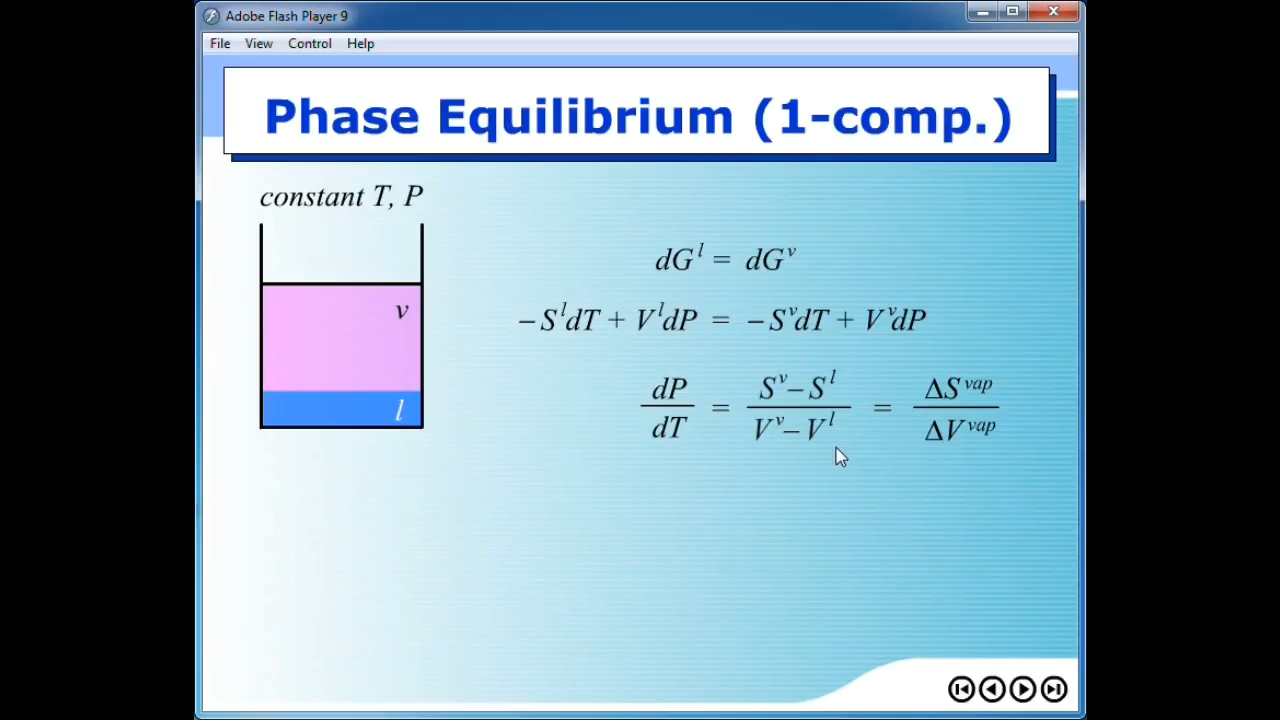 Adobe Flash Player 9
File View Control Help
Phase Equilibrium (1-comp.)
constant T, P
v
l
dG^l = dG^v
–S^l dT + V^l dP = –S^v dT + V^v dP
dP/dT = (S^v – S^l)/(V^v – V^l) = ΔS^vap/ΔV^vap